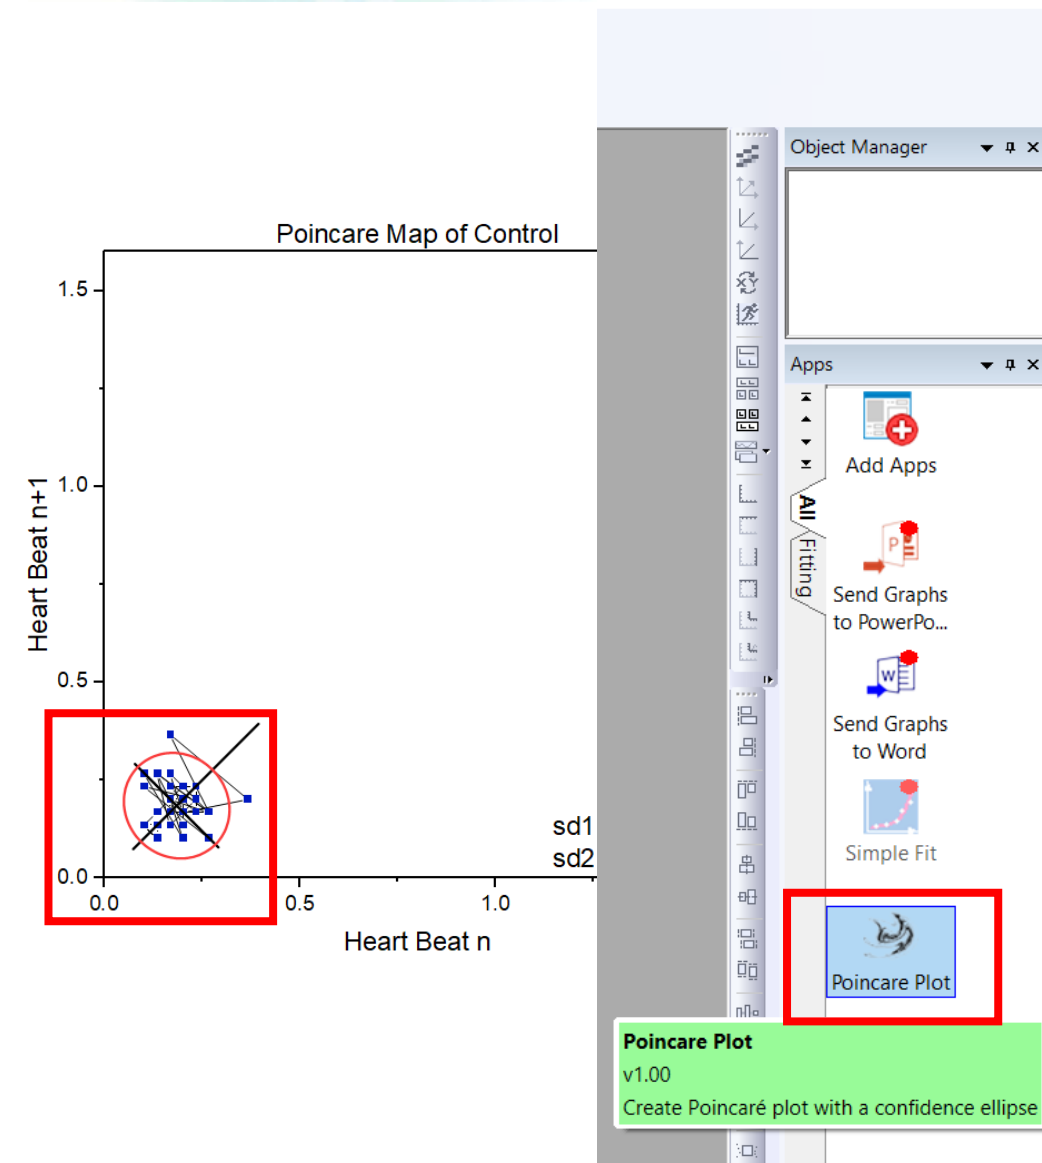 Poincare Map of Control
1.5
1.0
0.5
0.0
0.0
0.5
1.0
Heart Beat n+1
Heart Beat n
sd1
sd2
Object Manager
Apps
All
Fitting
Add Apps
Send Graphs
to PowerPo...
Send Graphs
to Word
Simple Fit
Poincare Plot
Poincare Plot
v1.00
Create Poincaré plot with a confidence ellipse